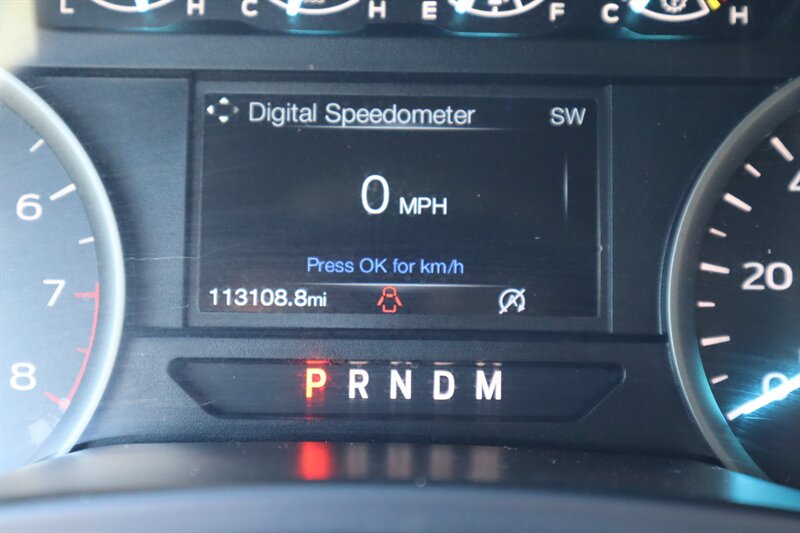 L H C H E F C H
Digital Speedometer SW
0 MPH
Press OK for km/h
113108.8mi
6
7
8
20
0
P R N D M